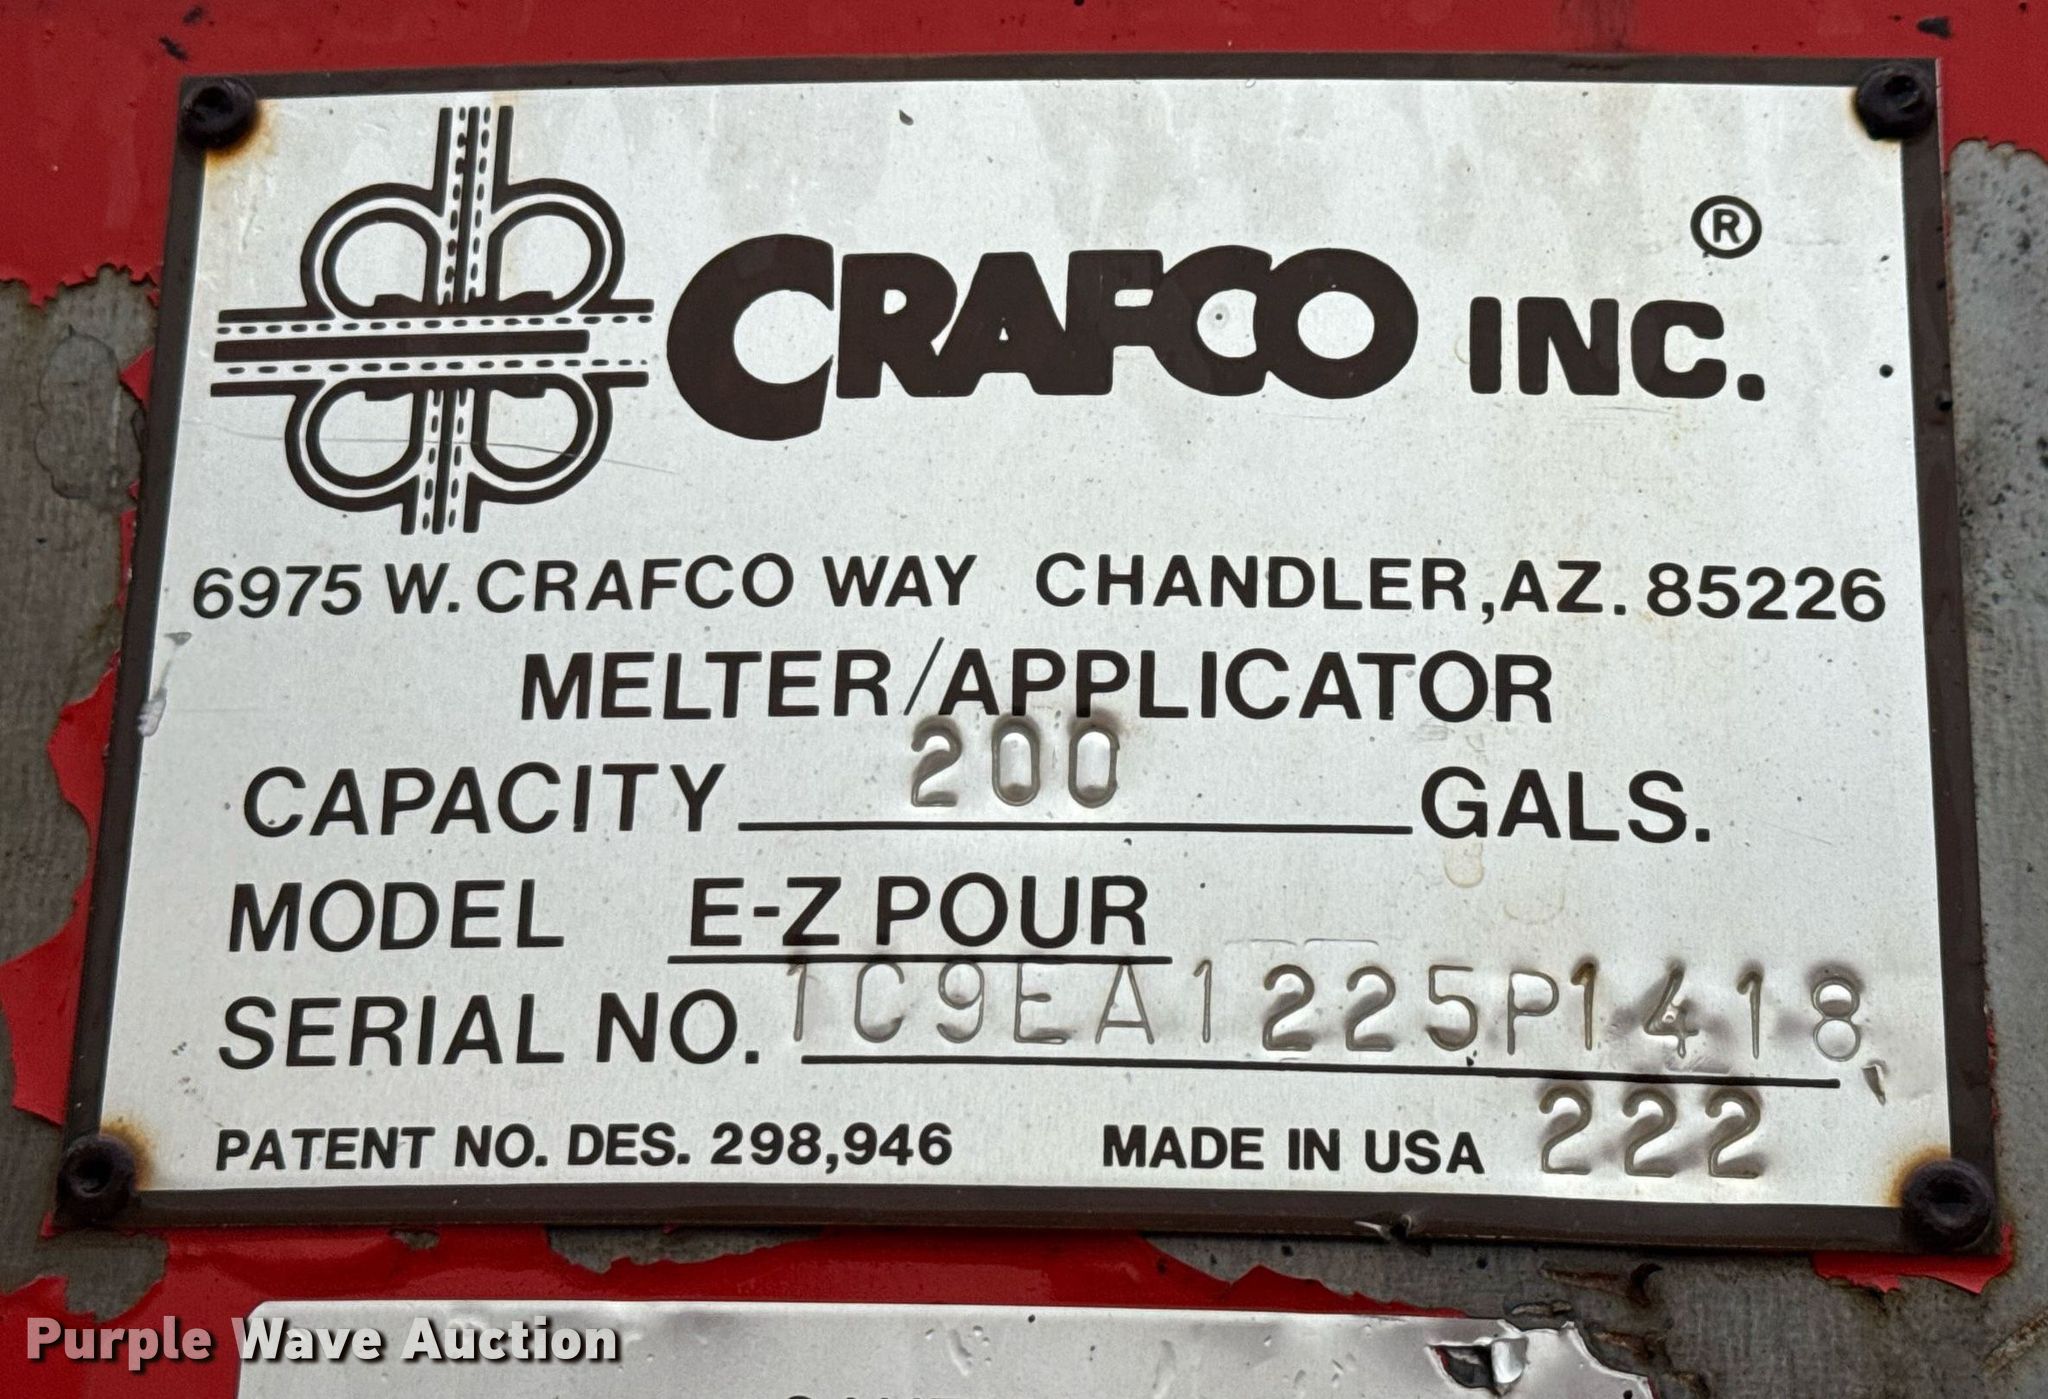 CRAFCO INC. ®
6975 W. CRAFCO WAY CHANDLER, AZ. 85226
MELTER/APPLICATOR
CAPACITY 200 GALS.
MODEL E-Z POUR
SERIAL NO. 1C9EA1225P1418
222
PATENT NO. DES. 298,946 MADE IN USA
Purple Wave Auction